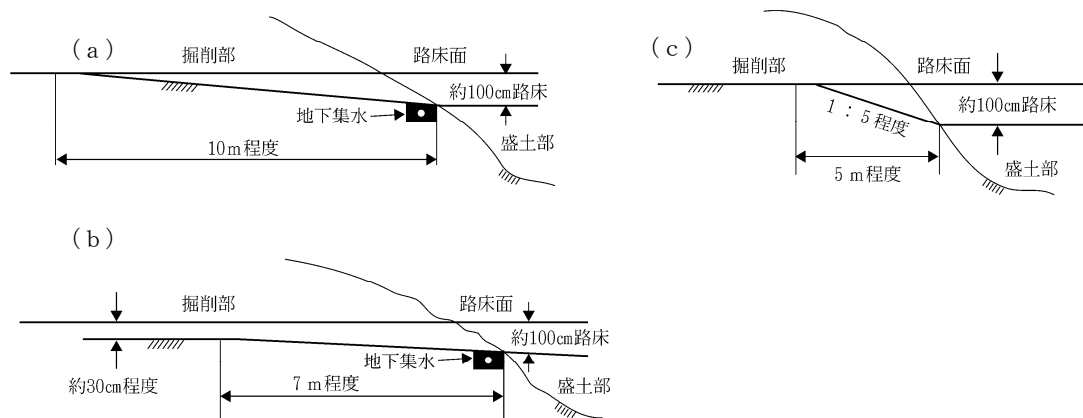 (a)
掘削部
路床面
約100㎝路床
地下集水
盛土部
10m程度
(c)
掘削部
路床面
約100㎝路床
1：5程度
盛土部
5m程度
(b)
掘削部
路床面
約100㎝路床
地下集水
約30㎝程度
7m程度
盛土部